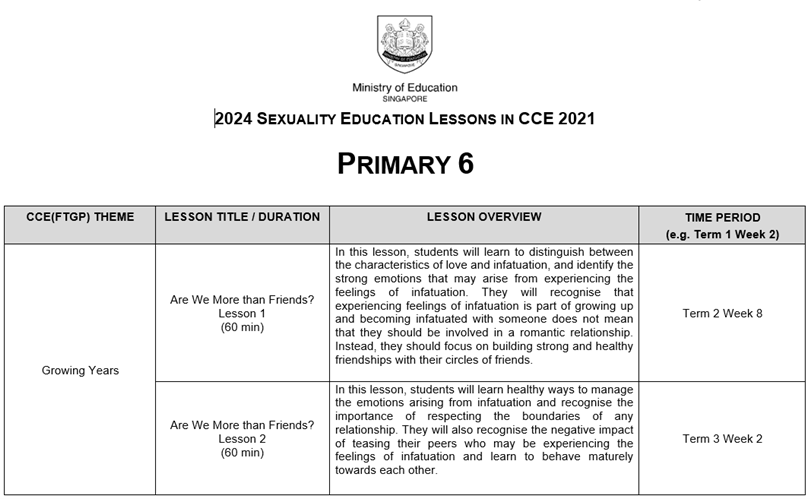 Ministry of Education
SINGAPORE
2024 SEXUALITY EDUCATION LESSONS IN CCE 2021
PRIMARY 6
CCE(FTGP) THEME
LESSON TITLE / DURATION
LESSON OVERVIEW
TIME PERIOD
(e.g. Term 1 Week 2)
Growing Years
Are We More than Friends?
Lesson 1
(60 min)
In this lesson, students will learn to distinguish between
the characteristics of love and infatuation, and identify the
strong emotions that may arise from experiencing the
feelings of infatuation. They will recognise that
experiencing feelings of infatuation is part of growing up
and becoming infatuated with someone does not mean
that they should be involved in a romantic relationship.
Instead, they should focus on building strong and healthy
friendships with their circles of friends.
Term 2 Week 8
Are We More than Friends?
Lesson 2
(60 min)
In this lesson, students will learn healthy ways to manage
the emotions arising from infatuation and recognise the
importance of respecting the boundaries of any
relationship. They will also recognise the negative impact
of teasing their peers who may be experiencing the
feelings of infatuation and learn to behave maturely
towards each other.
Term 3 Week 2